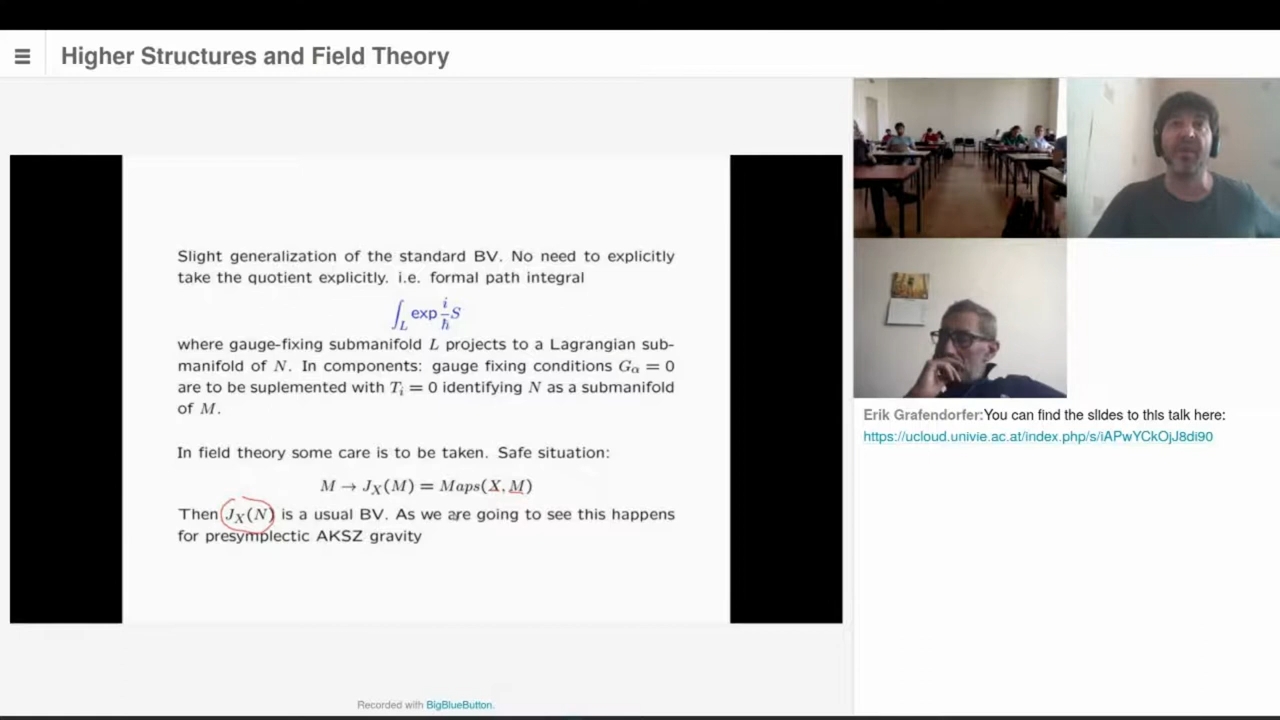 Higher Structures and Field Theory
Slight generalization of the standard BV. No need to explicitly
take the quotient explicitly. i.e. formal path integral
∫_L exp i/ħ S
where gauge-fixing submanifold L projects to a Lagrangian sub-
manifold of N. In components: gauge fixing conditions G_α = 0
are to be suplemented with T_i = 0 identifying N as a submanifold
of M.
In field theory some care is to be taken. Safe situation:
M → J_X(M) = Maps(X, M)
Then J_X(N) is a usual BV. As we are going to see this happens
for presymplectic AKSZ gravity
Erik Grafendorfer:You can find the slides to this talk here:
https://ucloud.univie.ac.at/index.php/s/iAPwYCkOjJ8di90
Recorded with BigBlueButton.